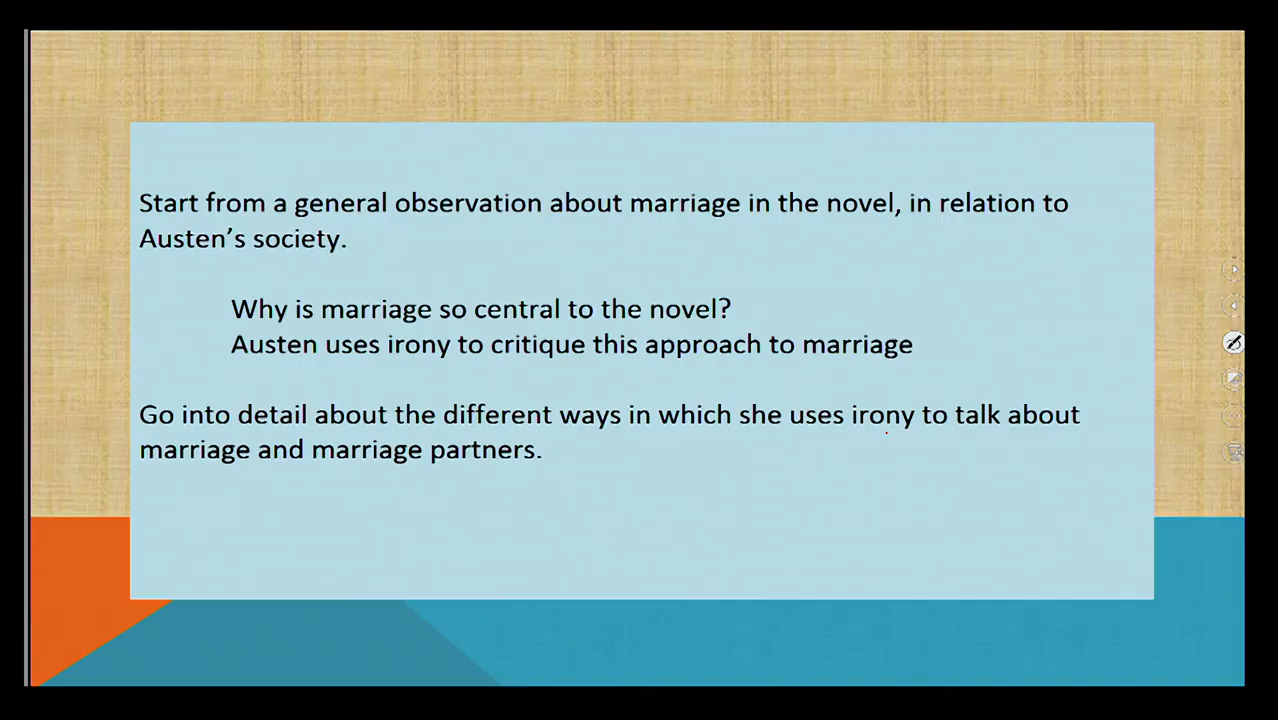 Start from a general observation about marriage in the novel, in relation to
Austen’s society.
Why is marriage so central to the novel?
Austen uses irony to critique this approach to marriage
Go into detail about the different ways in which she uses irony to talk about
marriage and marriage partners.